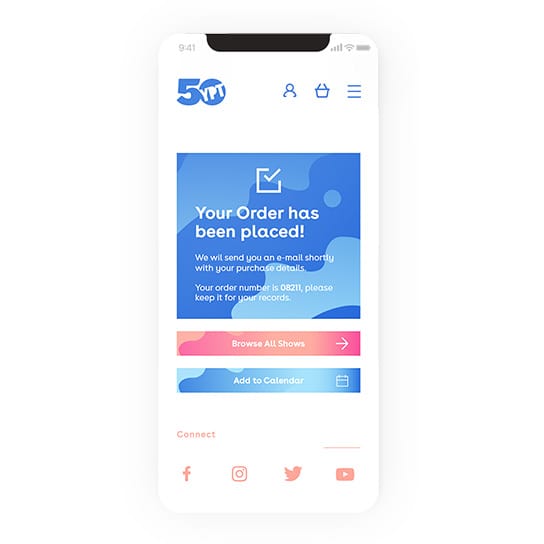 9:41
50YPT
Your Order has
been placed!
We wil send you an e-mail shortly
with your purchase details.
Your order number is 08211, please
keep it for your records.
Browse All Shows
Add to Calendar
Connect